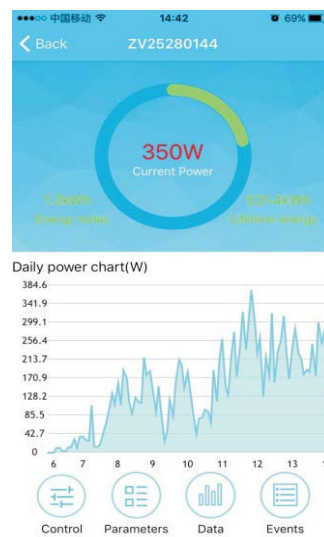 中国移动 14:42 69%
Back ZV25280144
350W
Current Power
Energy today Lifetime energy
Daily power chart(W)
384.6
341.9
299.1
256.4
213.7
170.9
128.2
85.5
42.7
0
6 7 8 9 10 11 12 13
Control Parameters Data Events